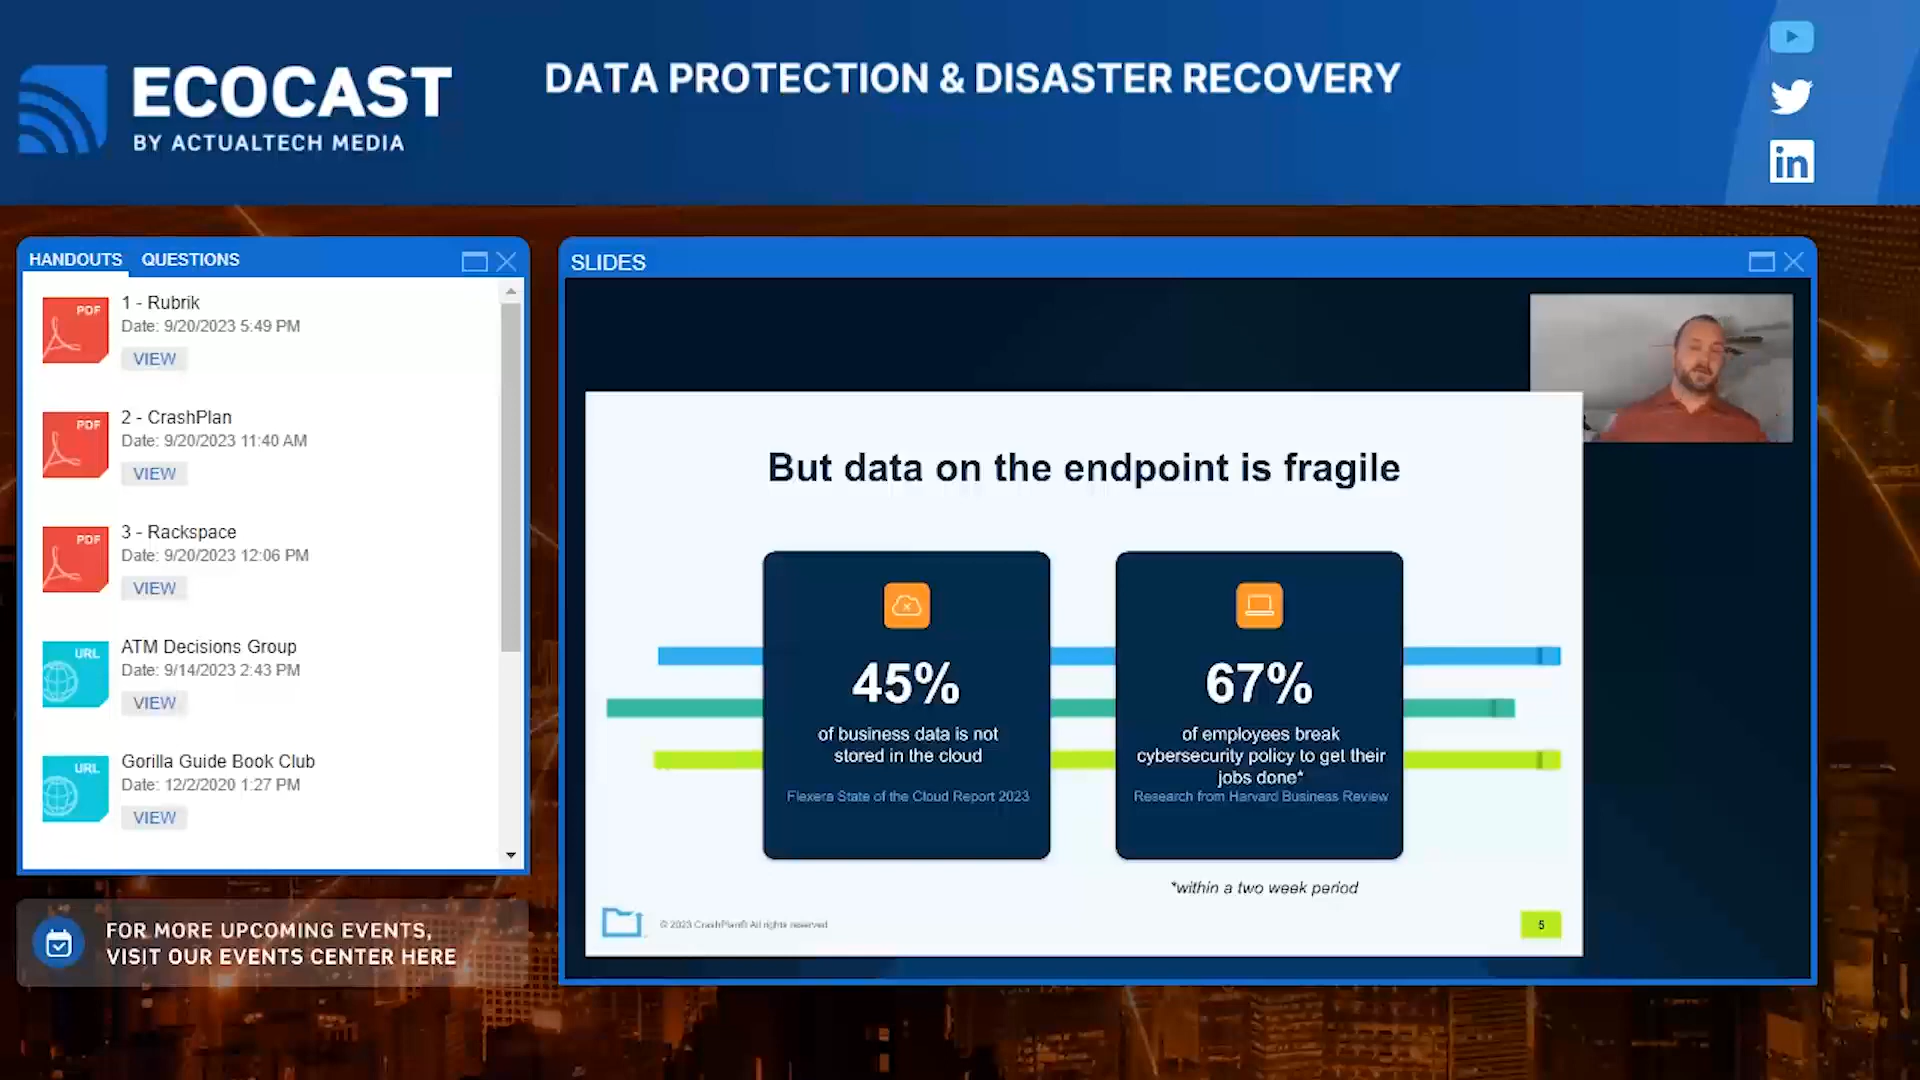 ECOCAST
BY ACTUALTECH MEDIA
DATA PROTECTION & DISASTER RECOVERY
in
HANDOUTS QUESTIONS
PDF
1 - Rubrik
Date: 9/20/2023 5:49 PM
VIEW
PDF
2 - CrashPlan
Date: 9/20/2023 11:40 AM
VIEW
PDF
3 - Rackspace
Date: 9/20/2023 12:06 PM
VIEW
URL
ATM Decisions Group
Date: 9/14/2023 2:43 PM
VIEW
URL
Gorilla Guide Book Club
Date: 12/2/2020 1:27 PM
VIEW
FOR MORE UPCOMING EVENTS,
VISIT OUR EVENTS CENTER HERE
SLIDES
But data on the endpoint is fragile
45%
of business data is not
stored in the cloud
Flexera State of the Cloud Report 2023
67%
of employees break
cybersecurity policy to get their
jobs done*
Research from Harvard Business Review
*within a two week period
© 2023 CrashPlan® All rights reserved
5